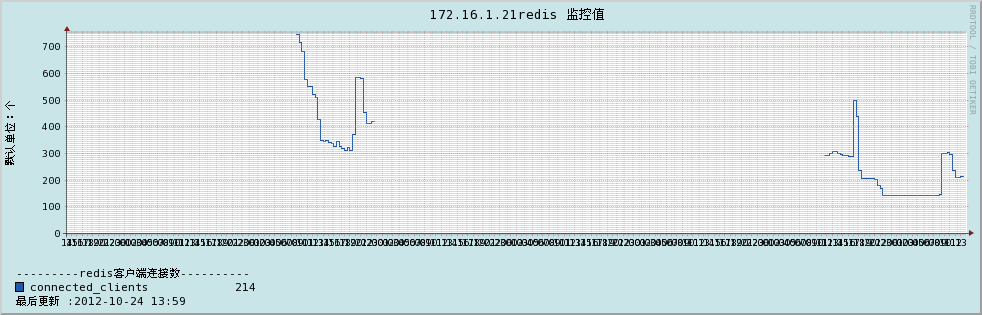 172.16.1.21redis 监控值
RRDTOOL / TOBI OETIKER
默认单位：个
700
600
500
400
300
200
100
0
---------redis客户端连接数----------
connected_clients 214
最后更新 :2012-10-24 13:59